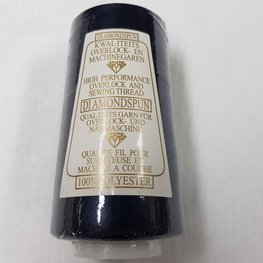 DIAMONDSPUN
KWALITEITS
OVERLOCK- EN
MACHINEGAREN
HIGH PERFORMANCE
OVERLOCK AND
SEWING THREAD
DIAMONDSPUN
QUALITÄTS GARN FÜR
OVERLOCK- UND
NÄHMASCHINE
QUALITE FIL POUR
SURJETEUSE ET
MACHINE A COUDRE
100% POLYESTER